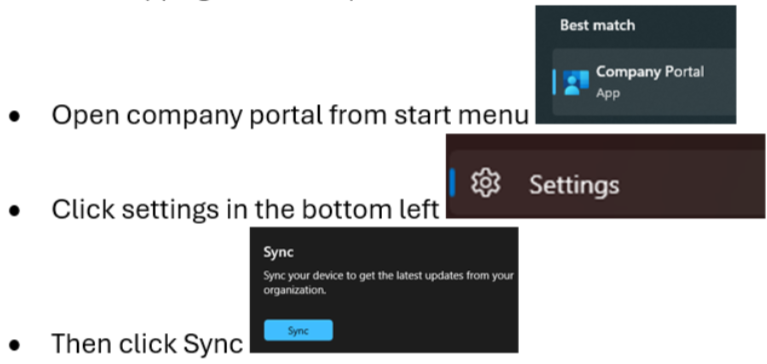 Best match
Company Portal
App
Open company portal from start menu
Settings
Click settings in the bottom left
Sync
Sync your device to get the latest updates from your
organization.
Sync
Then click Sync